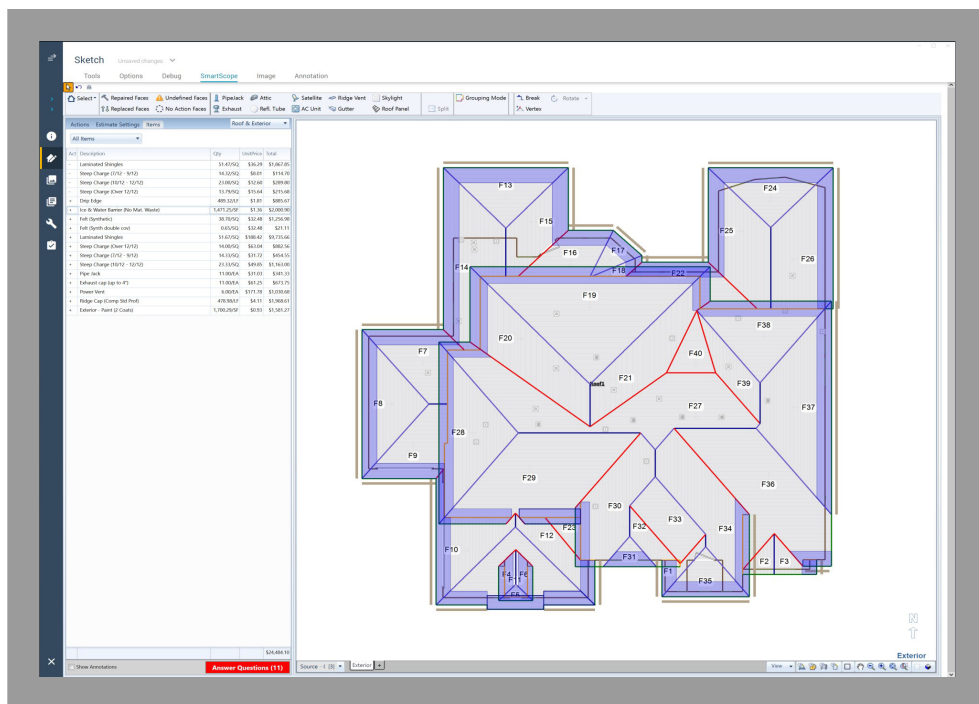 Sketch Unsaved changes
Tools Options Debug SmartScope Image Annotation
Select Repaired Faces Undefined Faces PipeJack Attic Satellite Ridge Vent Skylight Grouping Mode Break Rotate
Replaced Faces No Action Faces Exhaust Refl. Tube AC Unit Gutter Roof Panel Split Vertex
Actions Estimate Settings Items Roof & Exterior
All Items
Act Description Qty UnitPrice Total
- Laminated Shingles 51.47/SQ $36.29 $1,867.85
- Steep Charge (7/12 - 9/12) 14.32/SQ $8.01 $114.70
- Steep Charge (10/12 - 12/12) 23.00/SQ $12.60 $289.80
- Steep Charge (Over 12/12) 13.79/SQ $15.64 $215.68
+ Drip Edge 489.32/LF $1.81 $885.67
+ Ice & Water Barrier (No Mat. Waste) 1,471.25/SF $1.36 $2,000.90
+ Felt (Synthetic) 38.70/SQ $32.48 $1,256.98
+ Felt (Synth double cov) 0.65/SQ $32.48 $21.11
+ Laminated Shingles 51.67/SQ $188.42 $9,735.66
+ Steep Charge (Over 12/12) 14.00/SQ $63.04 $882.56
+ Steep Charge (7/12 - 9/12) 14.33/SQ $31.72 $454.55
+ Steep Charge (10/12 - 12/12) 23.33/SQ $49.85 $1,163.00
+ Pipe Jack 11.00/EA $31.03 $341.33
+ Exhaust cap (up to 4") 11.00/EA $61.25 $673.75
+ Power Vent 6.00/EA $171.78 $1,030.68
+ Ridge Cap (Comp Std Prof) 478.98/LF $4.11 $1,968.61
+ Exterior - Paint (2 Coats) 1,700.29/SF $0.93 $1,581.27
$24,484.10
Show Annotations
Answer Questions (11)
F13
F24
F15
F25
F16
F17
F14
F18
F22
F26
F19
F38
F20
F7
F40
F21
Roof1
F39
F8
F27
F37
F28
F9
F29
F36
F30
F33
F10
F12
F23
F32
F34
F31
F2
F3
F4
F6
F11
F1
F35
F5
N
Exterior
Source - [3] Exterior + View